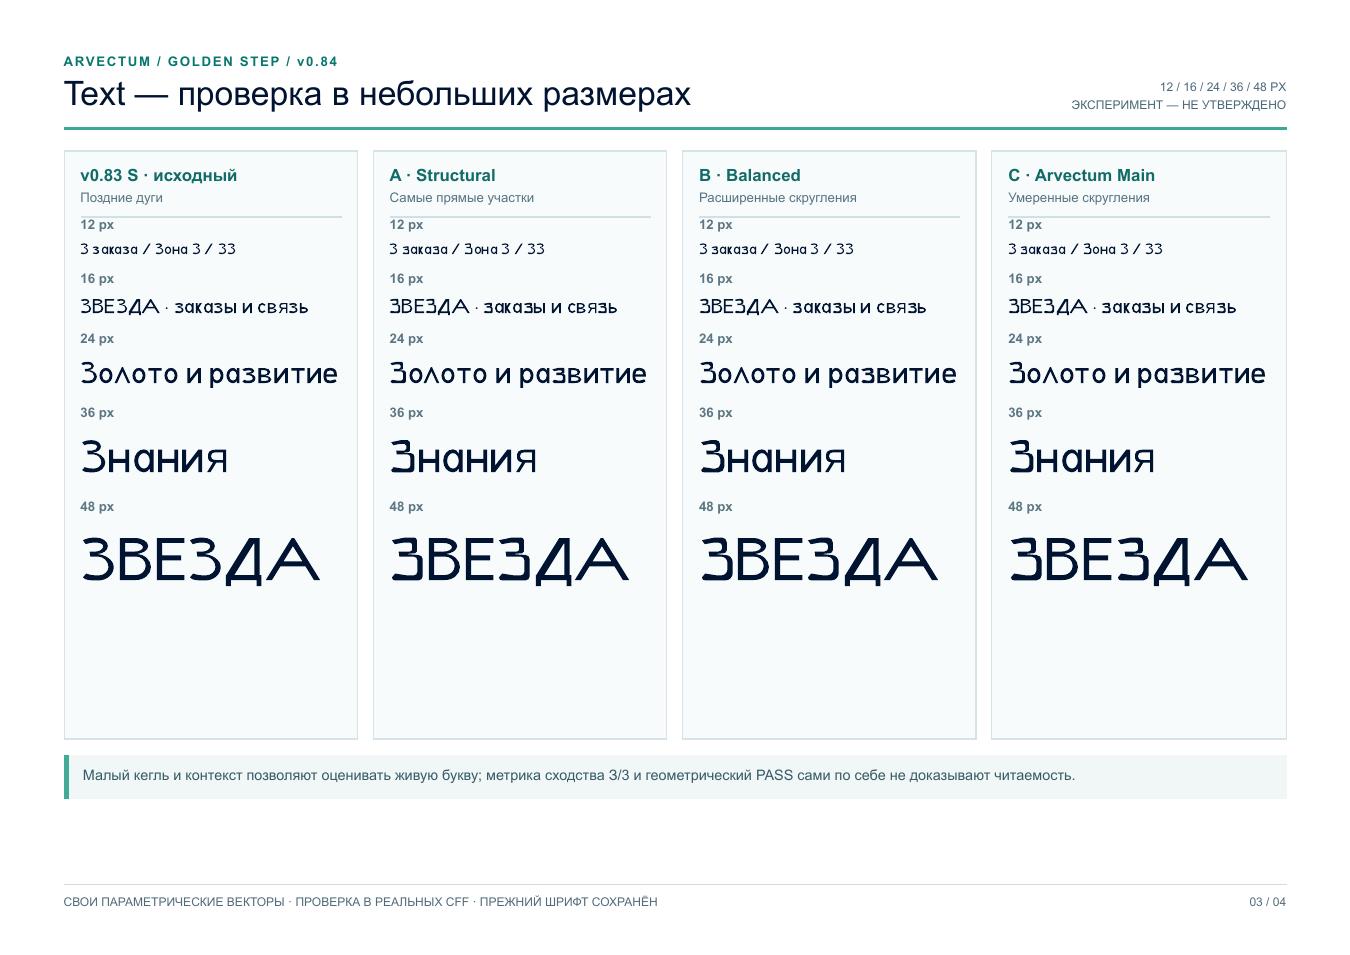 ARVECTUM / GOLDEN STEP / v0.84
Text — проверка в небольших размерах
12 / 16 / 24 / 36 / 48 PX
ЭКСПЕРИМЕНТ — НЕ УТВЕРЖДЕНО
v0.83 S · исходный
Поздние дуги
12 px
З заказа / Зона 3 / 33
16 px
ЗВЕЗДА · заказы и связь
24 px
Золото и развитие
36 px
Знания
48 px
ЗВЕЗДА
A · Structural
Самые прямые участки
12 px
З заказа / Зона 3 / 33
16 px
ЗВЕЗДА · заказы и связь
24 px
Золото и развитие
36 px
Знания
48 px
ЗВЕЗДА
B · Balanced
Расширенные скругления
12 px
З заказа / Зона 3 / 33
16 px
ЗВЕЗДА · заказы и связь
24 px
Золото и развитие
36 px
Знания
48 px
ЗВЕЗДА
C · Arvectum Main
Умеренные скругления
12 px
З заказа / Зона 3 / 33
16 px
ЗВЕЗДА · заказы и связь
24 px
Золото и развитие
36 px
Знания
48 px
ЗВЕЗДА
Малый кегль и контекст позволяют оценивать живую букву; метрика сходства З/3 и геометрический PASS сами по себе не доказывают читаемость.
СВОИ ПАРАМЕТРИЧЕСКИЕ ВЕКТОРЫ · ПРОВЕРКА В РЕАЛЬНЫХ CFF · ПРЕЖНИЙ ШРИФТ СОХРАНЁН
03 / 04